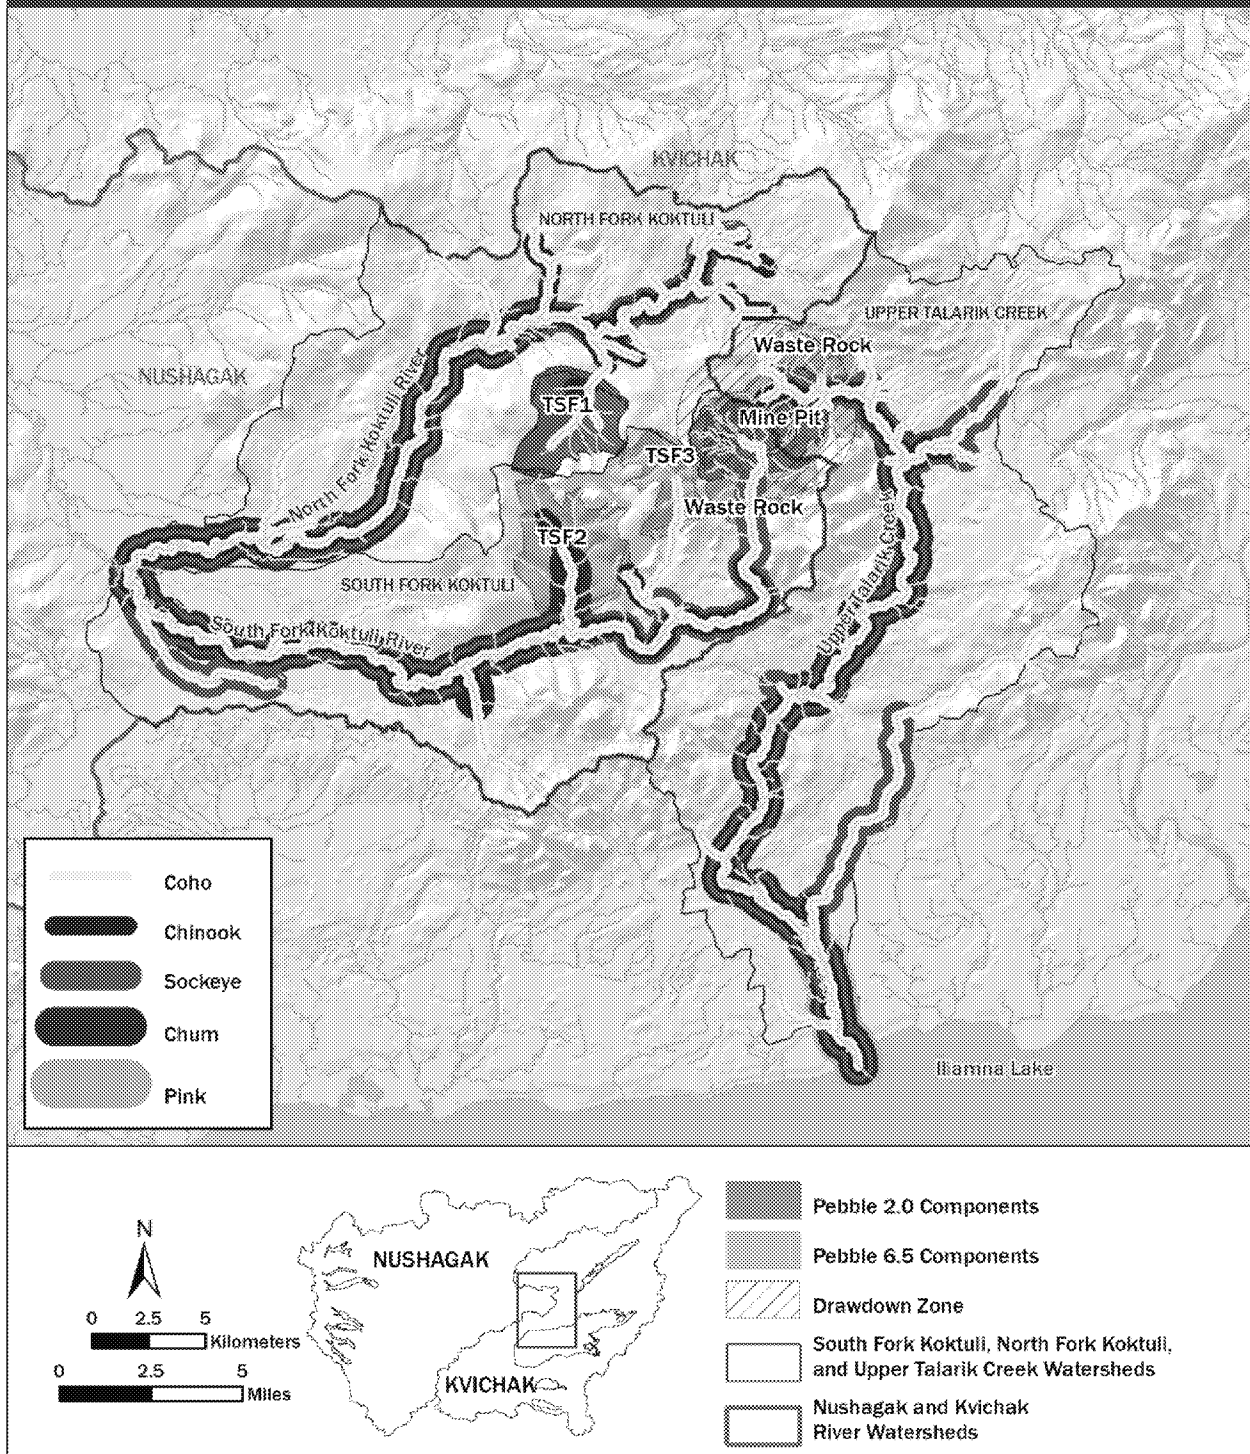 KVICHAK
NORTH FORK KOKTULI
UPPER TALARIK CREEK
Waste Rock
NUSHAGAK
TSF1
Mine Pit
North Fork Koktuli River
TSF3
Waste Rock
TSF2
SOUTH FORK KOKTULI
Upper Talarik Creek
South Fork Koktuli River
Coho
Chinook
Sockeye
Chum
Pink
Iliamna Lake
N
0 2.5 5
Kilometers
0 2.5 5
Miles
NUSHAGAK
KVICHAK
Pebble 2.0 Components
Pebble 6.5 Components
Drawdown Zone
South Fork Koktuli, North Fork Koktuli,
and Upper Talarik Creek Watersheds
Nushagak and Kvichak
River Watersheds